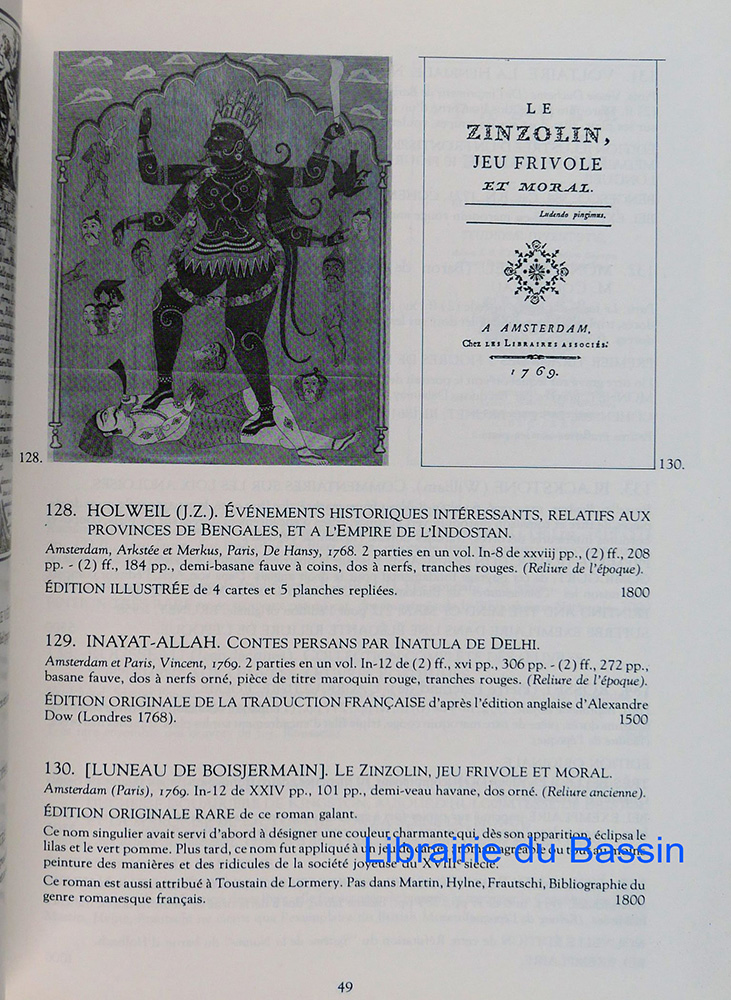 LE
ZINZOLIN,
JEU FRIVOLE
ET MORAL.
Ludendo pingimus.
A AMSTERDAM,
Chez LES LIBRAIRES ASSOCIÉS.
1769.
128.
130.
128. HOLWEIL (J.Z.). ÉVÉNEMENTS HISTORIQUES INTÉRESSANTS, RELATIFS AUX
PROVINCES DE BENGALES, ET A L'EMPIRE DE L'INDOSTAN.
Amsterdam, Arkstée et Merkus, Paris, De Hansy, 1768. 2 parties en un vol. In-8 de xxviij pp., (2) ff., 208
pp. - (2) ff., 184 pp., demi-basane fauve à coins, dos à nerfs, tranches rouges. (Reliure de l'époque).
ÉDITION ILLUSTRÉE de 4 cartes et 5 planches repliées. 1800
129. INAYAT-ALLAH. CONTES PERSANS PAR INATULA DE DELHI.
Amsterdam et Paris, Vincent, 1769. 2 parties en un vol. In-12 de (2) ff., xvi pp., 306 pp. - (2) ff., 272 pp.,
basane fauve, dos à nerfs orné, pièce de titre maroquin rouge, tranches rouges. (Reliure de l'époque).
ÉDITION ORIGINALE DE LA TRADUCTION FRANÇAISE d'après l'édition anglaise d'Alexandre
Dow (Londres 1768). 1500
130. [LUNEAU DE BOISJERMAIN]. LE ZINZOLIN, JEU FRIVOLE ET MORAL.
Amsterdam (Paris), 1769. In-12 de XXIV pp., 101 pp., demi-veau havane, dos orné. (Reliure ancienne).
ÉDITION ORIGINALE RARE de ce roman galant.
Ce nom singulier avait servi d'abord à désigner une couleur charmante qui, dès son apparition, éclipsa le
lilas et le vert pomme. Plus tard, ce nom fut appliqué à un jeu de cartes
peinture des manières et des ridicules de la société joyeuse du XVIIIe siècle.
Librairie du Bassin
Ce roman est aussi attribué à Toustain de Lormery. Pas dans Martin, Hylne, Frautschi, Bibliographie du
genre romanesque français. 1800
49